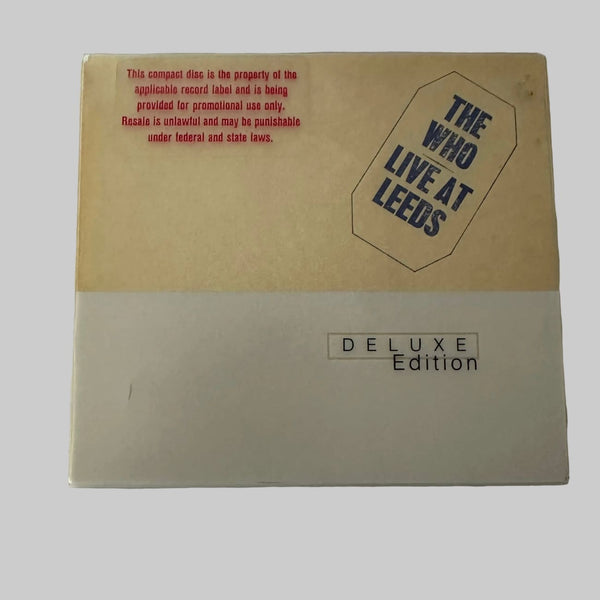 This compact disc is the property of the
applicable record label and is being
provided for promotional use only.
Resale is unlawful and may be punishable
under federal and state laws.
THE
WHO
LIVE AT
LEEDS
DELUXE
Edition